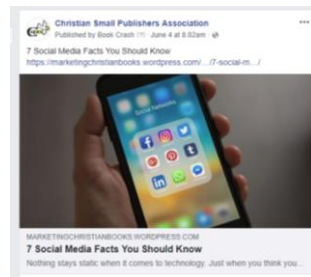 Christian Small Publishers Association
Published by Book Crash · June 4 at 8:02am ·
7 Social Media Facts You Should Know
https://marketingchristianbooks.wordpress.com/.../7-social-m.../
Social Networks
MARKETINGCHRISTIANBOOKS.WORDPRESS.COM
7 Social Media Facts You Should Know
Nothing stays static when it comes to technology. Just when you think you...